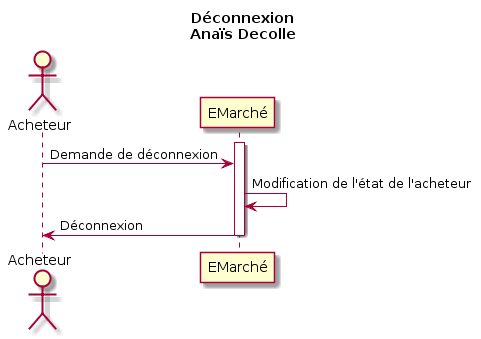 Déconnexion
Anaïs Decolle
Acheteur
EMarché
Demande de déconnexion
Modification de l'état de l'acheteur
Déconnexion
Acheteur
EMarché